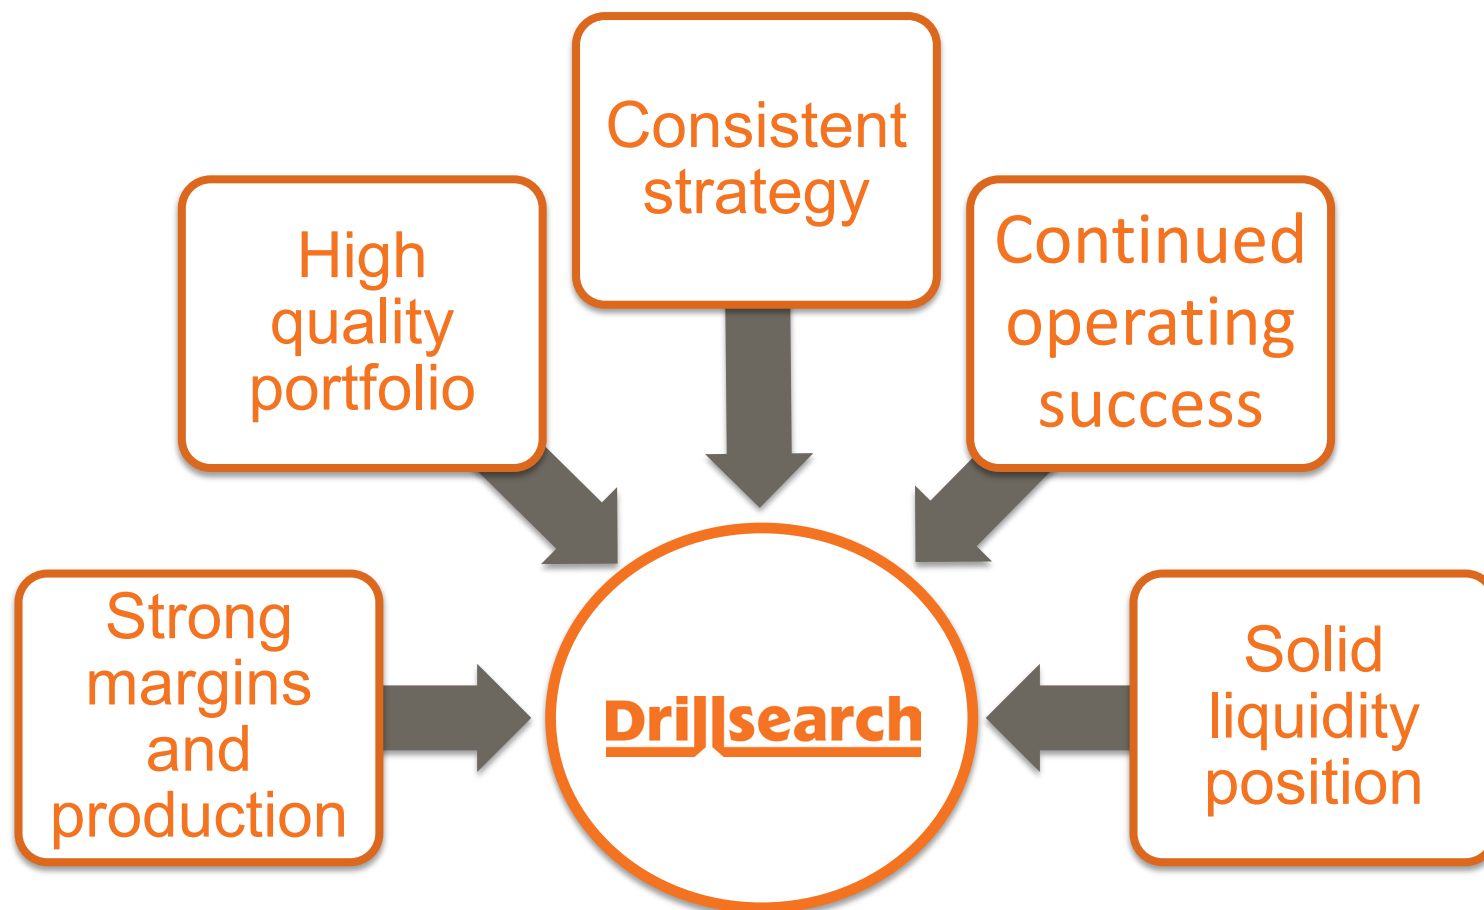 Consistent
strategy
High
quality
portfolio
Continued
operating
success
Strong
margins
and
production
Drillsearch
Solid
liquidity
position